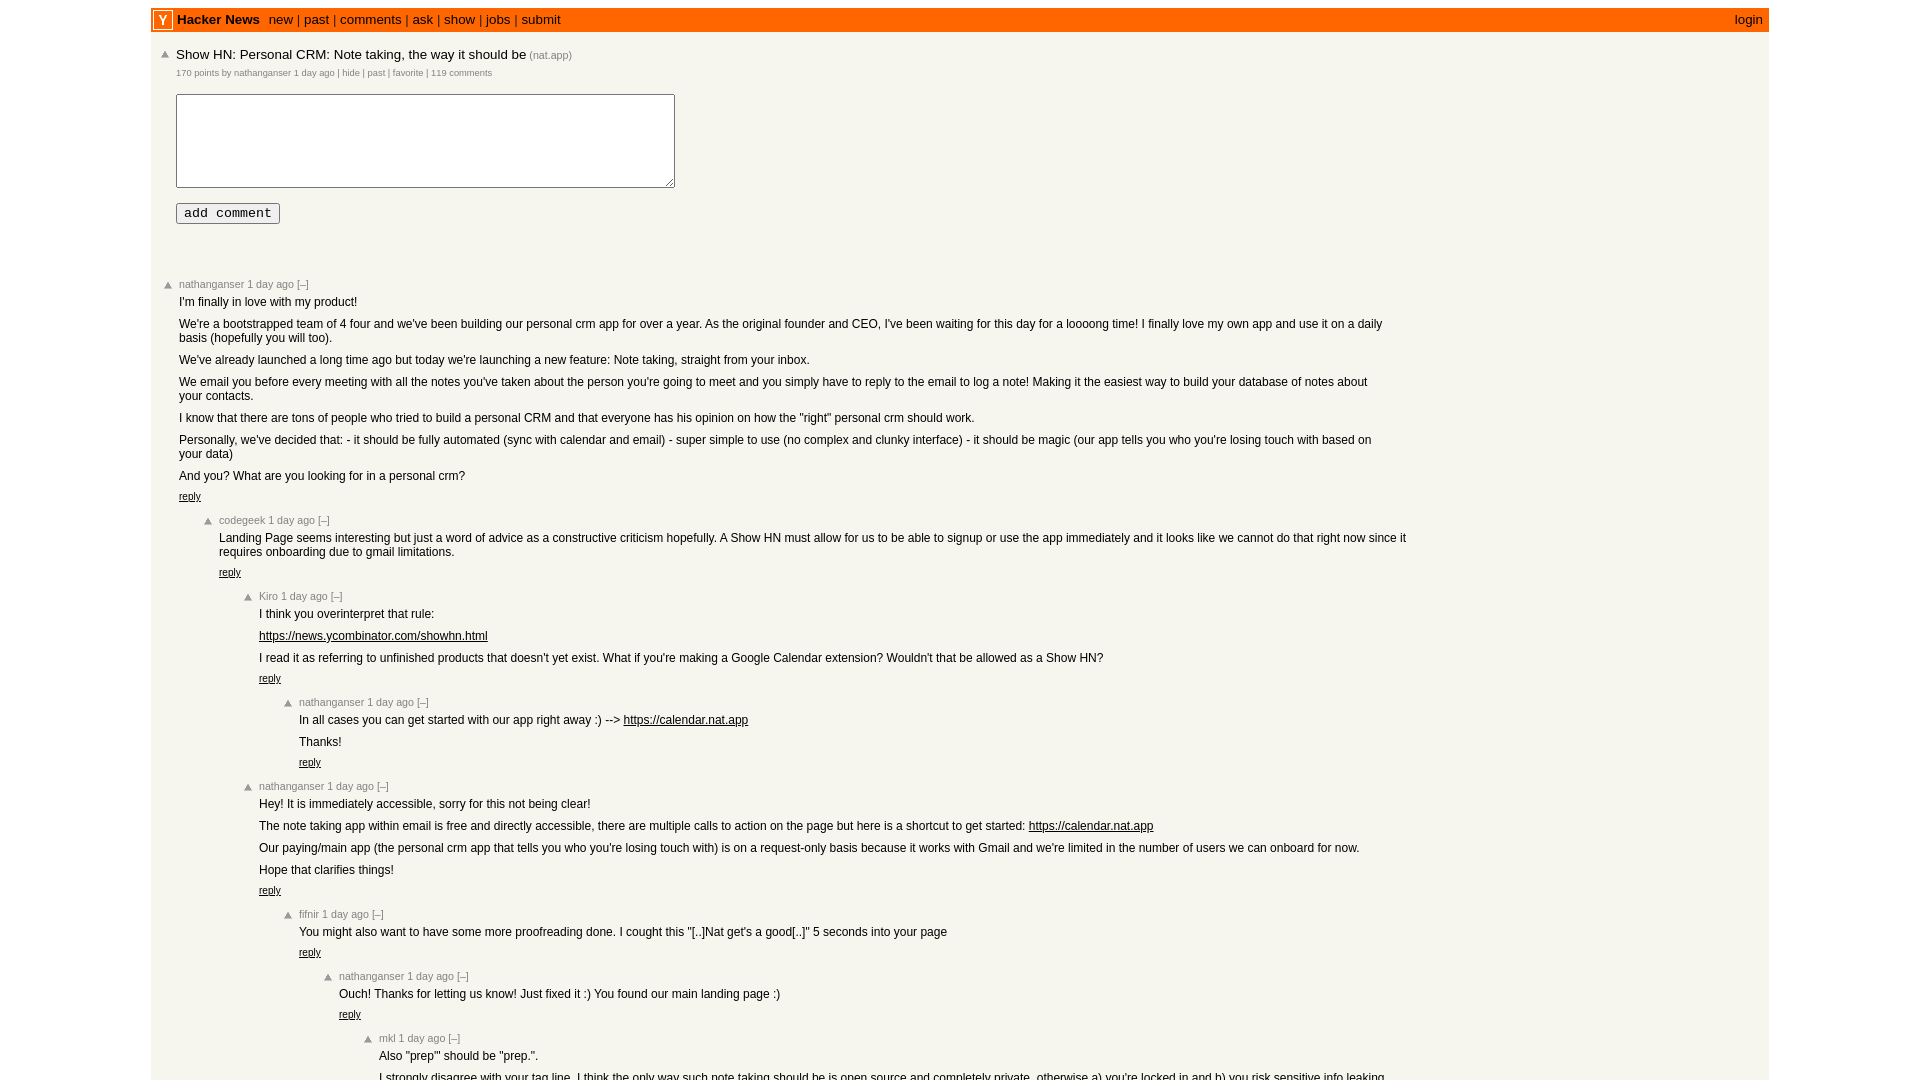 Y Hacker News new | past | comments | ask | show | jobs | submit login
Show HN: Personal CRM: Note taking, the way it should be (nat.app)
170 points by nathanganser 1 day ago | hide | past | favorite | 119 comments
add comment
nathanganser 1 day ago [–]
I'm finally in love with my product!
We're a bootstrapped team of 4 four and we've been building our personal crm app for over a year. As the original founder and CEO, I've been waiting for this day for a loooong time! I finally love my own app and use it on a daily
basis (hopefully you will too).
We've already launched a long time ago but today we're launching a new feature: Note taking, straight from your inbox.
We email you before every meeting with all the notes you've taken about the person you're going to meet and you simply have to reply to the email to log a note! Making it the easiest way to build your database of notes about
your contacts.
I know that there are tons of people who tried to build a personal CRM and that everyone has his opinion on how the "right" personal crm should work.
Personally, we've decided that: - it should be fully automated (sync with calendar and email) - super simple to use (no complex and clunky interface) - it should be magic (our app tells you who you're losing touch with based on
your data)
And you? What are you looking for in a personal crm?
reply
codegeek 1 day ago [–]
Landing Page seems interesting but just a word of advice as a constructive criticism hopefully. A Show HN must allow for us to be able to signup or use the app immediately and it looks like we cannot do that right now since it
requires onboarding due to gmail limitations.
reply
Kiro 1 day ago [–]
I think you overinterpret that rule:
https://news.ycombinator.com/showhn.html
I read it as referring to unfinished products that doesn't yet exist. What if you're making a Google Calendar extension? Wouldn't that be allowed as a Show HN?
reply
nathanganser 1 day ago [–]
In all cases you can get started with our app right away :) --> https://calendar.nat.app
Thanks!
reply
nathanganser 1 day ago [–]
Hey! It is immediately accessible, sorry for this not being clear!
The note taking app within email is free and directly accessible, there are multiple calls to action on the page but here is a shortcut to get started: https://calendar.nat.app
Our paying/main app (the personal crm app that tells you who you're losing touch with) is on a request-only basis because it works with Gmail and we're limited in the number of users we can onboard for now.
Hope that clarifies things!
reply
fifnir 1 day ago [–]
You might also want to have some more proofreading done. I cought this "[..]Nat get's a good[..]" 5 seconds into your page
reply
nathanganser 1 day ago [–]
Ouch! Thanks for letting us know! Just fixed it :) You found our main landing page :)
reply
mkl 1 day ago [–]
Also "prep'" should be "prep.".
I strongly disagree with your tag line. I think the only way such note taking should be is open source and completely private, otherwise a) you're locked in and b) you risk sensitive info leaking